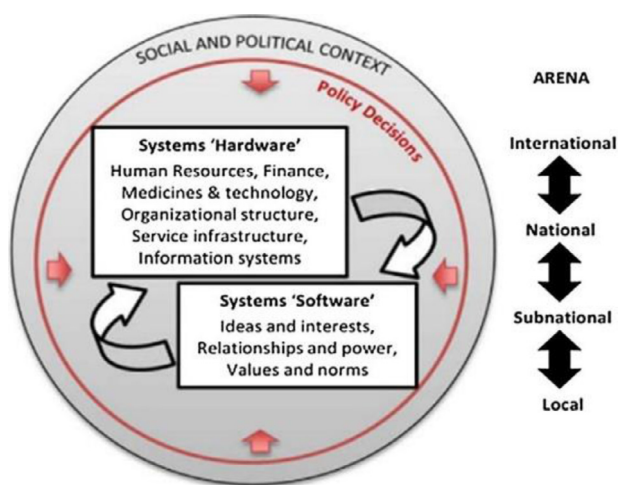 SOCIAL AND POLITICAL CONTEXT
Policy Decisions
Systems ‘Hardware’
Human Resources, Finance,
Medicines & technology,
Organizational structure,
Service infrastructure,
Information systems
Systems ‘Software’
Ideas and interests,
Relationships and power,
Values and norms
ARENA
International
National
Subnational
Local